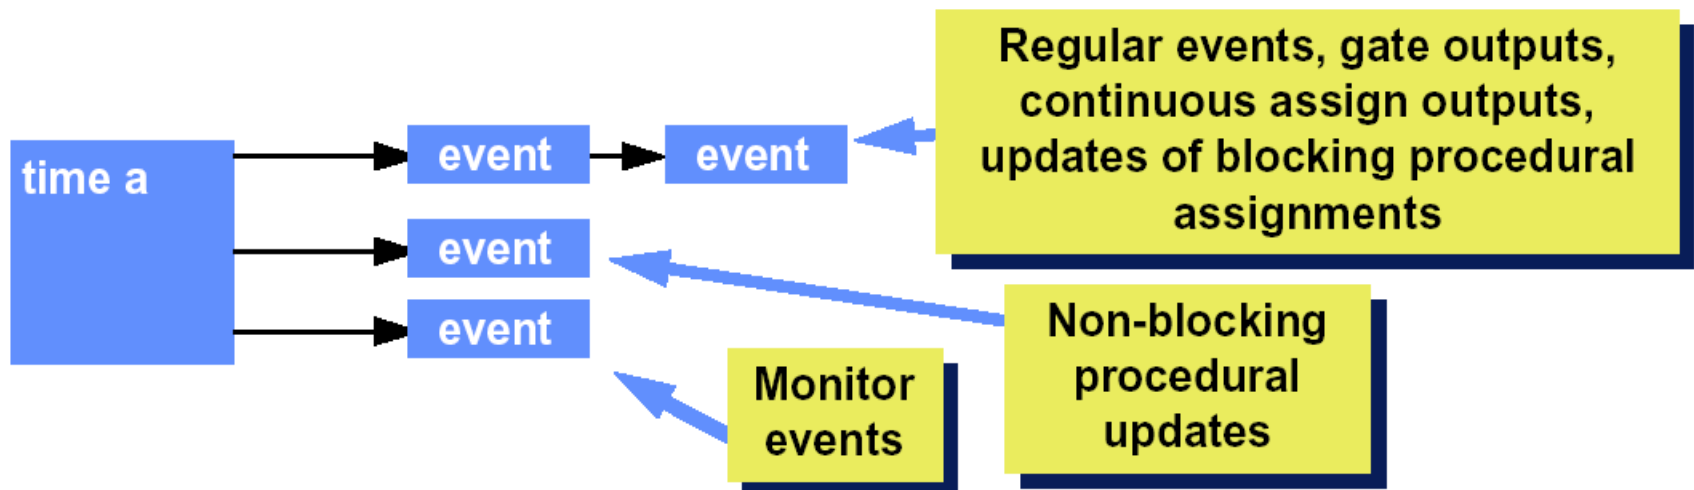 time a
event
event
Regular events, gate outputs,
continuous assign outputs,
updates of blocking procedural
assignments
event
event
Non-blocking
procedural
updates
Monitor
events